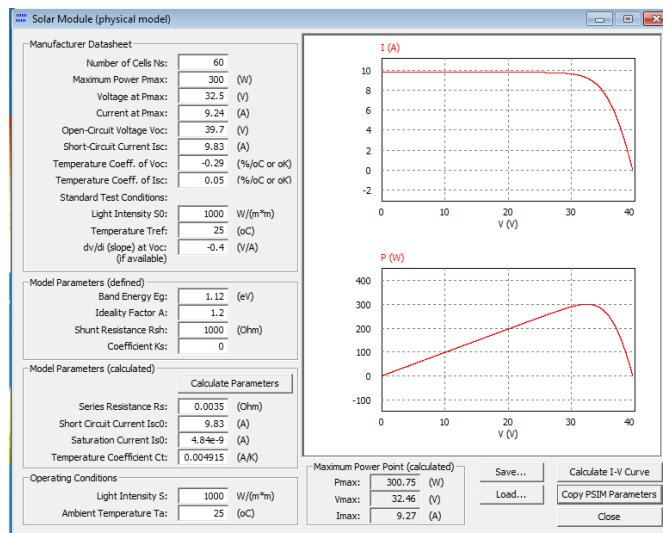 Solar Module (physical model)
Manufacturer Datasheet
Number of Cells Ns: 60
Maximum Power Pmax: 300 (W)
Voltage at Pmax: 32.5 (V)
Current at Pmax: 9.24 (A)
Open-Circuit Voltage Voc: 39.7 (V)
Short-Circuit Current Isc: 9.83 (A)
Temperature Coeff. of Voc: -0.29 (%/oC or oK)
Temperature Coeff. of Isc: 0.05 (%/oC or oK)
Standard Test Conditions:
Light Intensity S0: 1000 W/(m*m)
Temperature Tref: 25 (oC)
dv/di (slope) at Voc: -0.4 (V/A)
(if available)
Model Parameters (defined)
Band Energy Eg: 1.12 (eV)
Ideality Factor A: 1.2
Shunt Resistance Rsh: 1000 (Ohm)
Coefficient Ks: 0
Model Parameters (calculated)
Calculate Parameters
Series Resistance Rs: 0.0035 (Ohm)
Short Circuit Current Isc0: 9.83 (A)
Saturation Current Is0: 4.84e-9 (A)
Temperature Coefficient Ct: 0.004915 (A/K)
Operating Conditions
Light Intensity S: 1000 W/(m*m)
Ambient Temperature Ta: 25 (oC)
I (A)
10
8
6
4
2
0
-2
0 10 20 30 40
V (V)
P (W)
400
300
200
100
0
-100
0 10 20 30 40
V (V)
Maximum Power Point (calculated)
Pmax: 300.75 (W)
Vmax: 32.46 (V)
Imax: 9.27 (A)
Save...
Load...
Calculate I-V Curve
Copy PSIM Parameters
Close